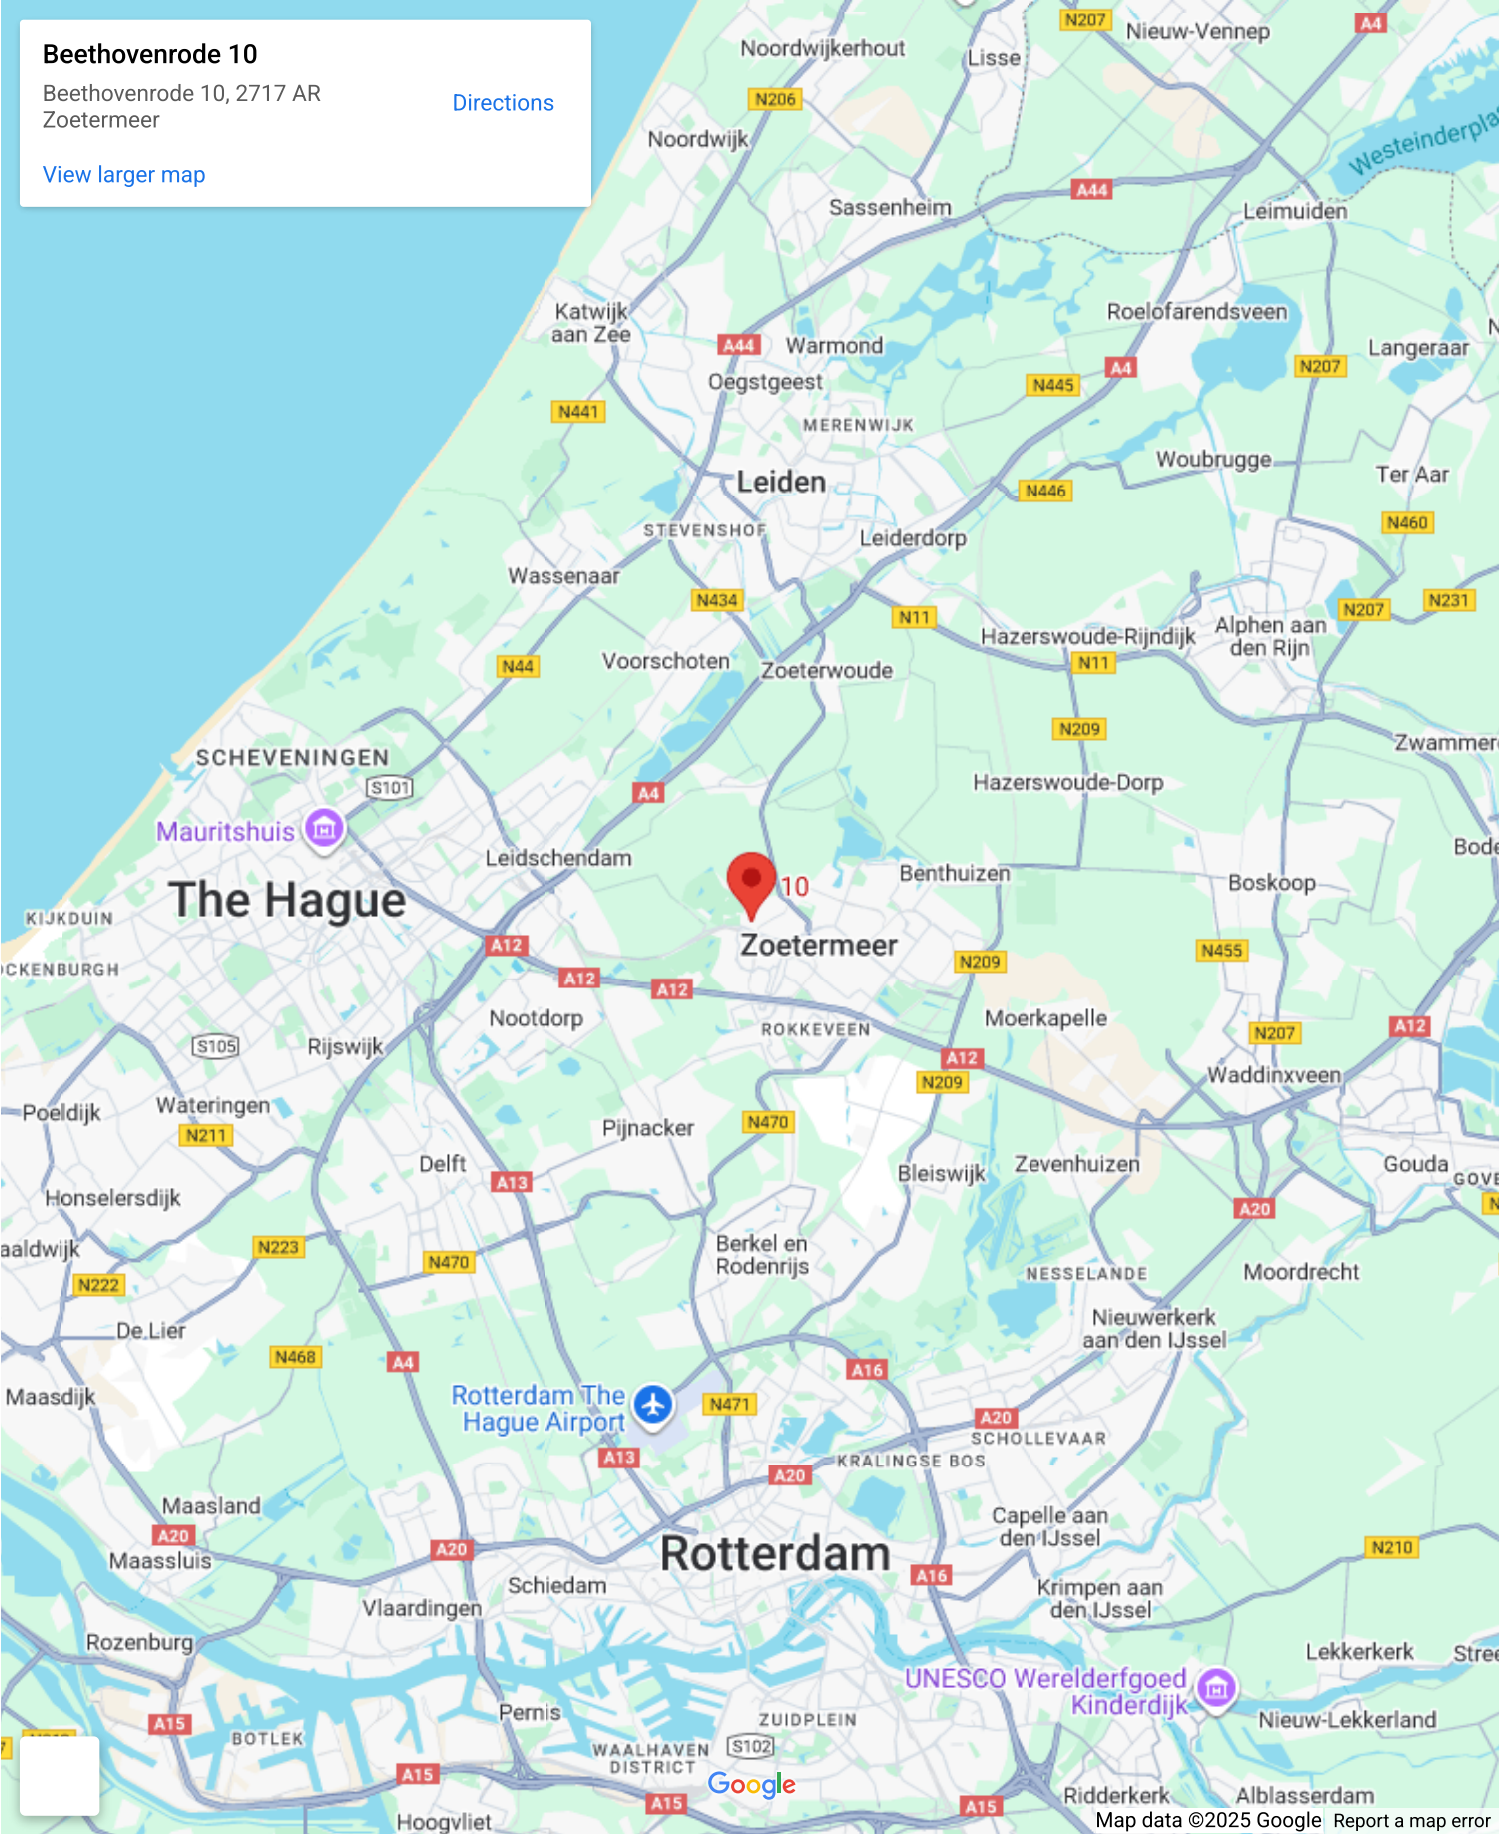 Beethovenrode 10
Beethovenrode 10, 2717 AR
Zoetermeer
Directions
View larger map
N207
Nieuw-Vennep
A4
Noordwijkerhout
Lisse
N206
Noordwijk
Westeinderpla
A44
Sassenheim
Leimuiden
Katwijk
aan Zee
Roelofarendsveen
A44
Warmond
Langeraar
N207
A4
Oegstgeest
N445
N441
MERENWIJK
Woubrugge
Ter Aar
Leiden
N446
N460
STEVENSHOF
Leiderdorp
Wassenaar
N434
N11
N207
N231
Hazerswoude-Rijndijk
Alphen aan
den Rijn
N44
Voorschoten
Zoeterwoude
N11
N209
Zwammer
SCHEVENINGEN
S101
A4
Hazerswoude-Dorp
Mauritshuis
Leidschendam
Bode
The Hague
10
Benthuizen
Boskoop
KIJKDUIN
A12
Zoetermeer
N209
N455
OCKENBURGH
A12
A12
Nootdorp
ROKKEVEEN
Moerkapelle
N207
A12
S105
Rijswijk
A12
N209
Waddinxveen
Poeldijk
Wateringen
N211
Pijnacker
N470
Delft
A13
Bleiswijk
Zevenhuizen
Gouda
GOVE
Honselersdijk
A20
N
aaldwijk
N223
N470
Berkel en
Rodenrijs
N222
NESSELANDE
Moordrecht
De Lier
N468
A4
Nieuwerkerk
aan den IJssel
A16
Maasdijk
Rotterdam The
Hague Airport
N471
A20
SCHOLLEVAAR
A13
KRALINGSE BOS
A20
Maasland
A20
Capelle aan
den IJssel
Maassluis
A20
Rotterdam
N210
A16
Schiedam
Krimpen aan
den IJssel
Vlaardingen
Rozenburg
Lekkerkerk
Stree
UNESCO Werelderfgoed
Kinderdijk
A15
Pernis
ZUIDPLEIN
Nieuw-Lekkerland
BOTLEK
WAALHAVEN
DISTRICT
S102
7
A15
Google
A15
A15
Ridderkerk
Alblasserdam
Hoogvliet
Map data ©2025 Google
Report a map error